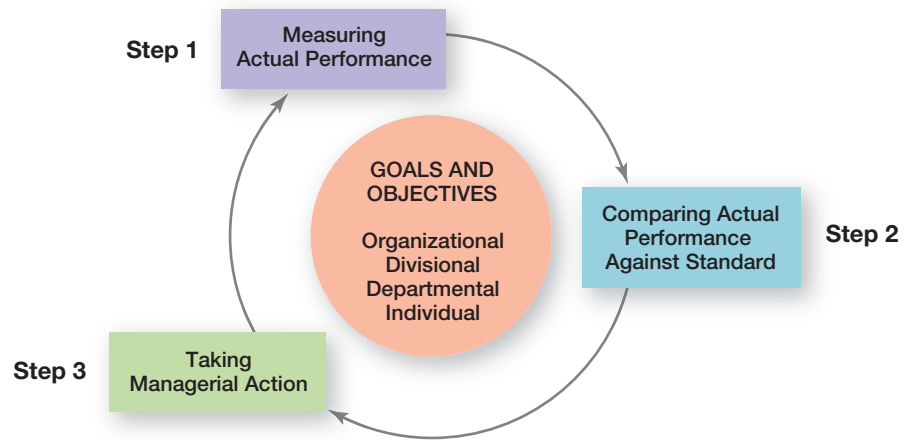 Step 1
Measuring
Actual Performance
GOALS AND
OBJECTIVES
Organizational
Divisional
Departmental
Individual
Comparing Actual
Performance
Against Standard
Step 2
Step 3
Taking
Managerial Action